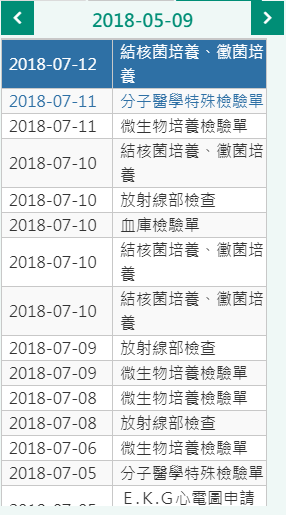 2018-05-09
2018-07-12 結核菌培養、黴菌培
養
2018-07-11 分子醫學特殊檢驗單
2018-07-11 微生物培養檢驗單
2018-07-10 結核菌培養、黴菌培
養
2018-07-10 放射線部檢查
2018-07-10 血庫檢驗單
2018-07-10 結核菌培養、黴菌培
養
2018-07-10 結核菌培養、黴菌培
養
2018-07-09 放射線部檢查
2018-07-09 微生物培養檢驗單
2018-07-08 微生物培養檢驗單
2018-07-08 放射線部檢查
2018-07-06 微生物培養檢驗單
2018-07-05 分子醫學特殊檢驗單
2018-07-05 E.K.G心電圖申請